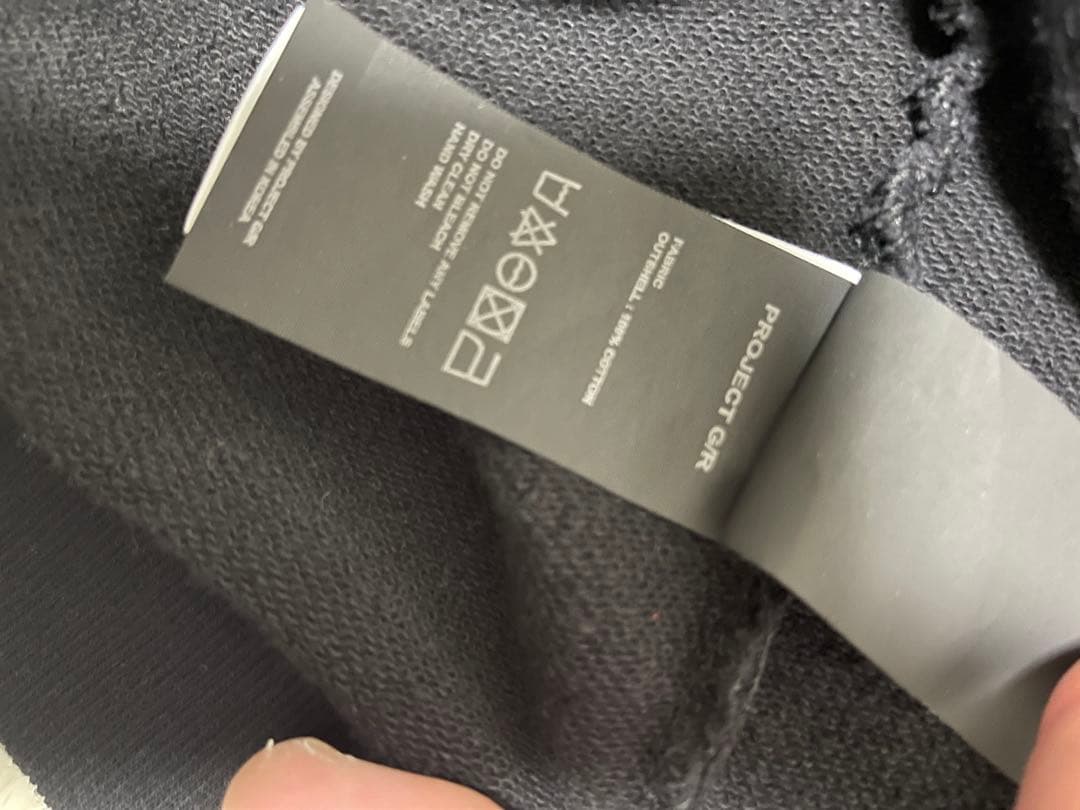 PROJECT G/R
FABRIC
OUTSHELL : 100% COTTON
DO NOT REMOVE ANY LABELS
DO NOT BLEACH
DRY CLEAN
HAND WASH
DESIGNED BY PROJECT GR
ASSEMBLED IN KOREA